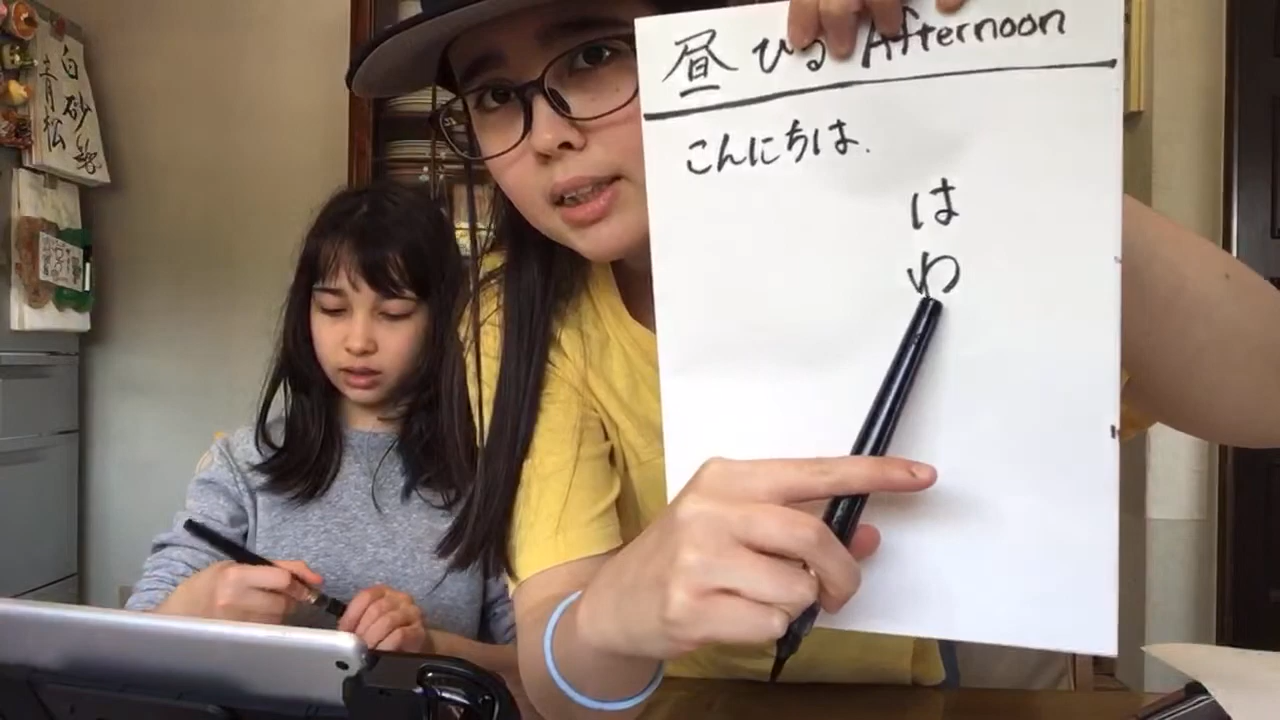 白砂
青松
昼 ひる Afternoon
こんにちは.
は
わ